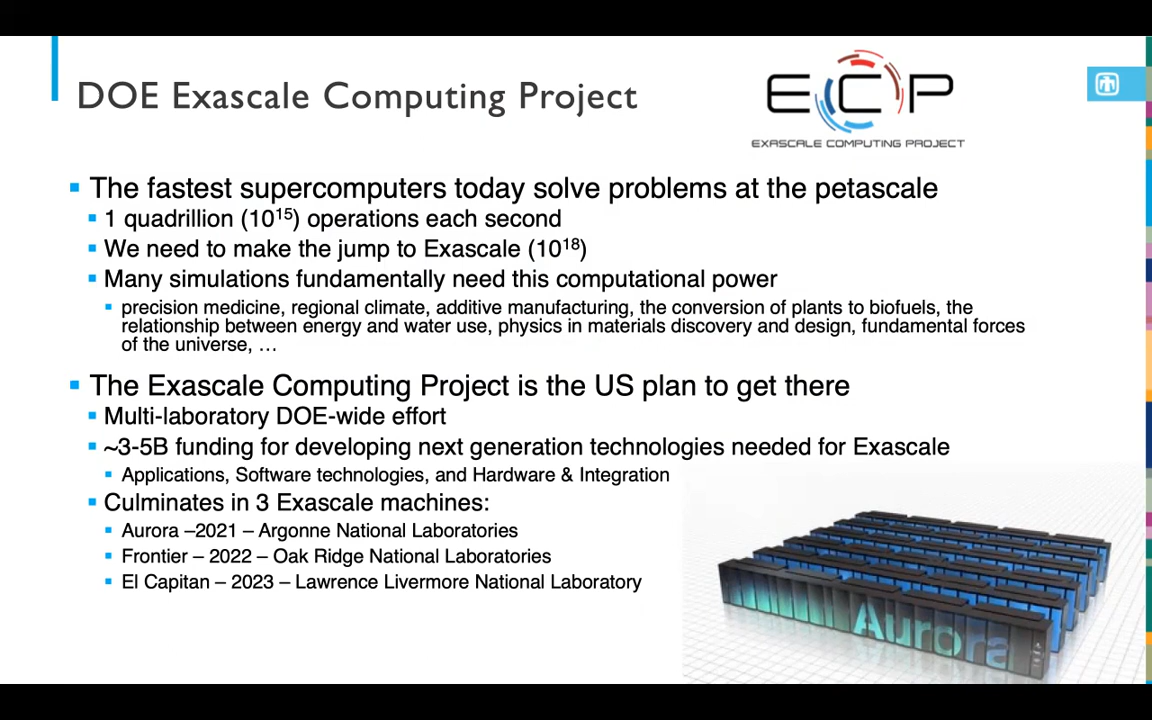 DOE Exascale Computing Project
ECP
EXASCALE COMPUTING PROJECT
▪ The fastest supercomputers today solve problems at the petascale
▪ 1 quadrillion (10¹⁵) operations each second
▪ We need to make the jump to Exascale (10¹⁸)
▪ Many simulations fundamentally need this computational power
▪ precision medicine, regional climate, additive manufacturing, the conversion of plants to biofuels, the
relationship between energy and water use, physics in materials discovery and design, fundamental forces
of the universe, …
▪ The Exascale Computing Project is the US plan to get there
▪ Multi-laboratory DOE-wide effort
▪ ~3-5B funding for developing next generation technologies needed for Exascale
▪ Applications, Software technologies, and Hardware & Integration
▪ Culminates in 3 Exascale machines:
▪ Aurora –2021 – Argonne National Laboratories
▪ Frontier – 2022 – Oak Ridge National Laboratories
▪ El Capitan – 2023 – Lawrence Livermore National Laboratory
Aurora